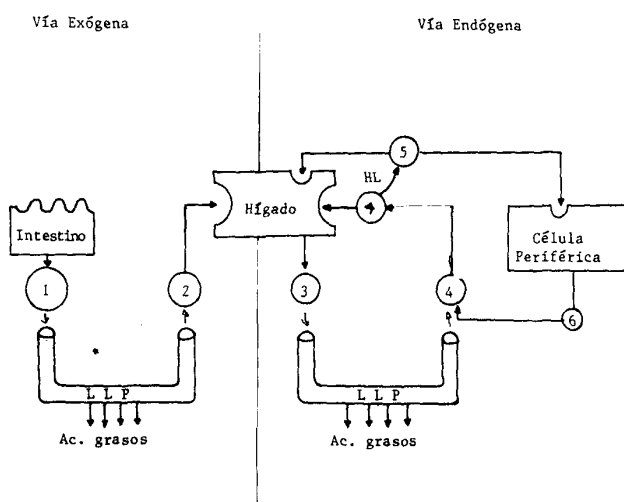 Vía Exógena
Vía Endógena
5
HL
Hígado
4
Intestino
Célula
Periférica
1
2
3
4
6
L L P
L L P
Ac. grasos
Ac. grasos